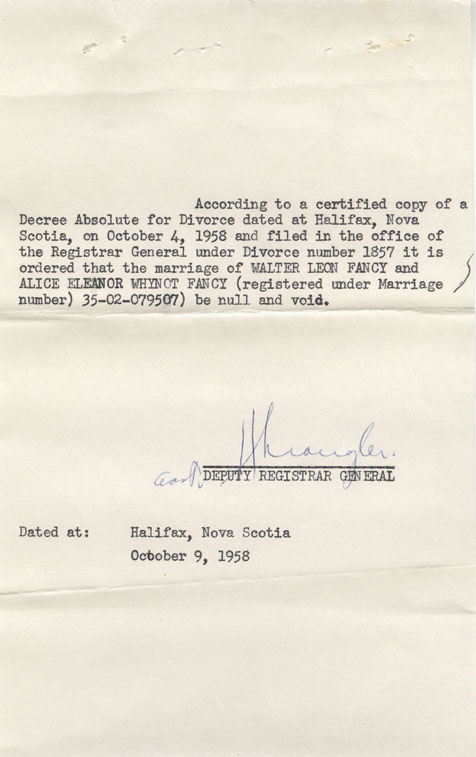 According to a certified copy of a
Decree Absolute for Divorce dated at Halifax, Nova
Scotia, on October 4, 1958 and filed in the office of
the Registrar General under Divorce number 1857 it is
ordered that the marriage of WALTER LEON FANCY and
ALICE ELEANOR WHYNOT FANCY (registered under Marriage
number) 35-02-079507) be null and void.
DEPUTY REGISTRAR GENERAL
Dated at: Halifax, Nova Scotia
October 9, 1958